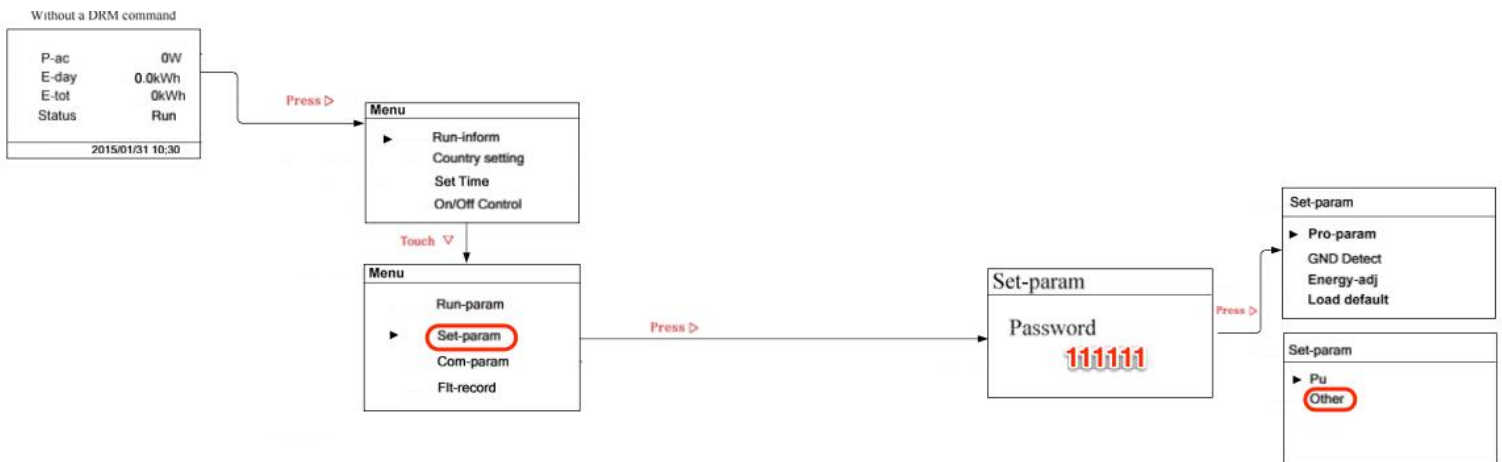 Without a DRM command
P-ac 0W
E-day 0.0kWh
E-tot 0kWh
Status Run
2015/01/31 10:30
Press ▷
Menu
► Run-inform
Country setting
Set Time
On/Off Control
Touch ▽
Menu
Run-param
► Set-param
Com-param
Flt-record
Press ▷
Set-param
Password
111111
Press ▷
Set-param
► Pro-param
GND Detect
Energy-adj
Load default
Set-param
► Pu
Other